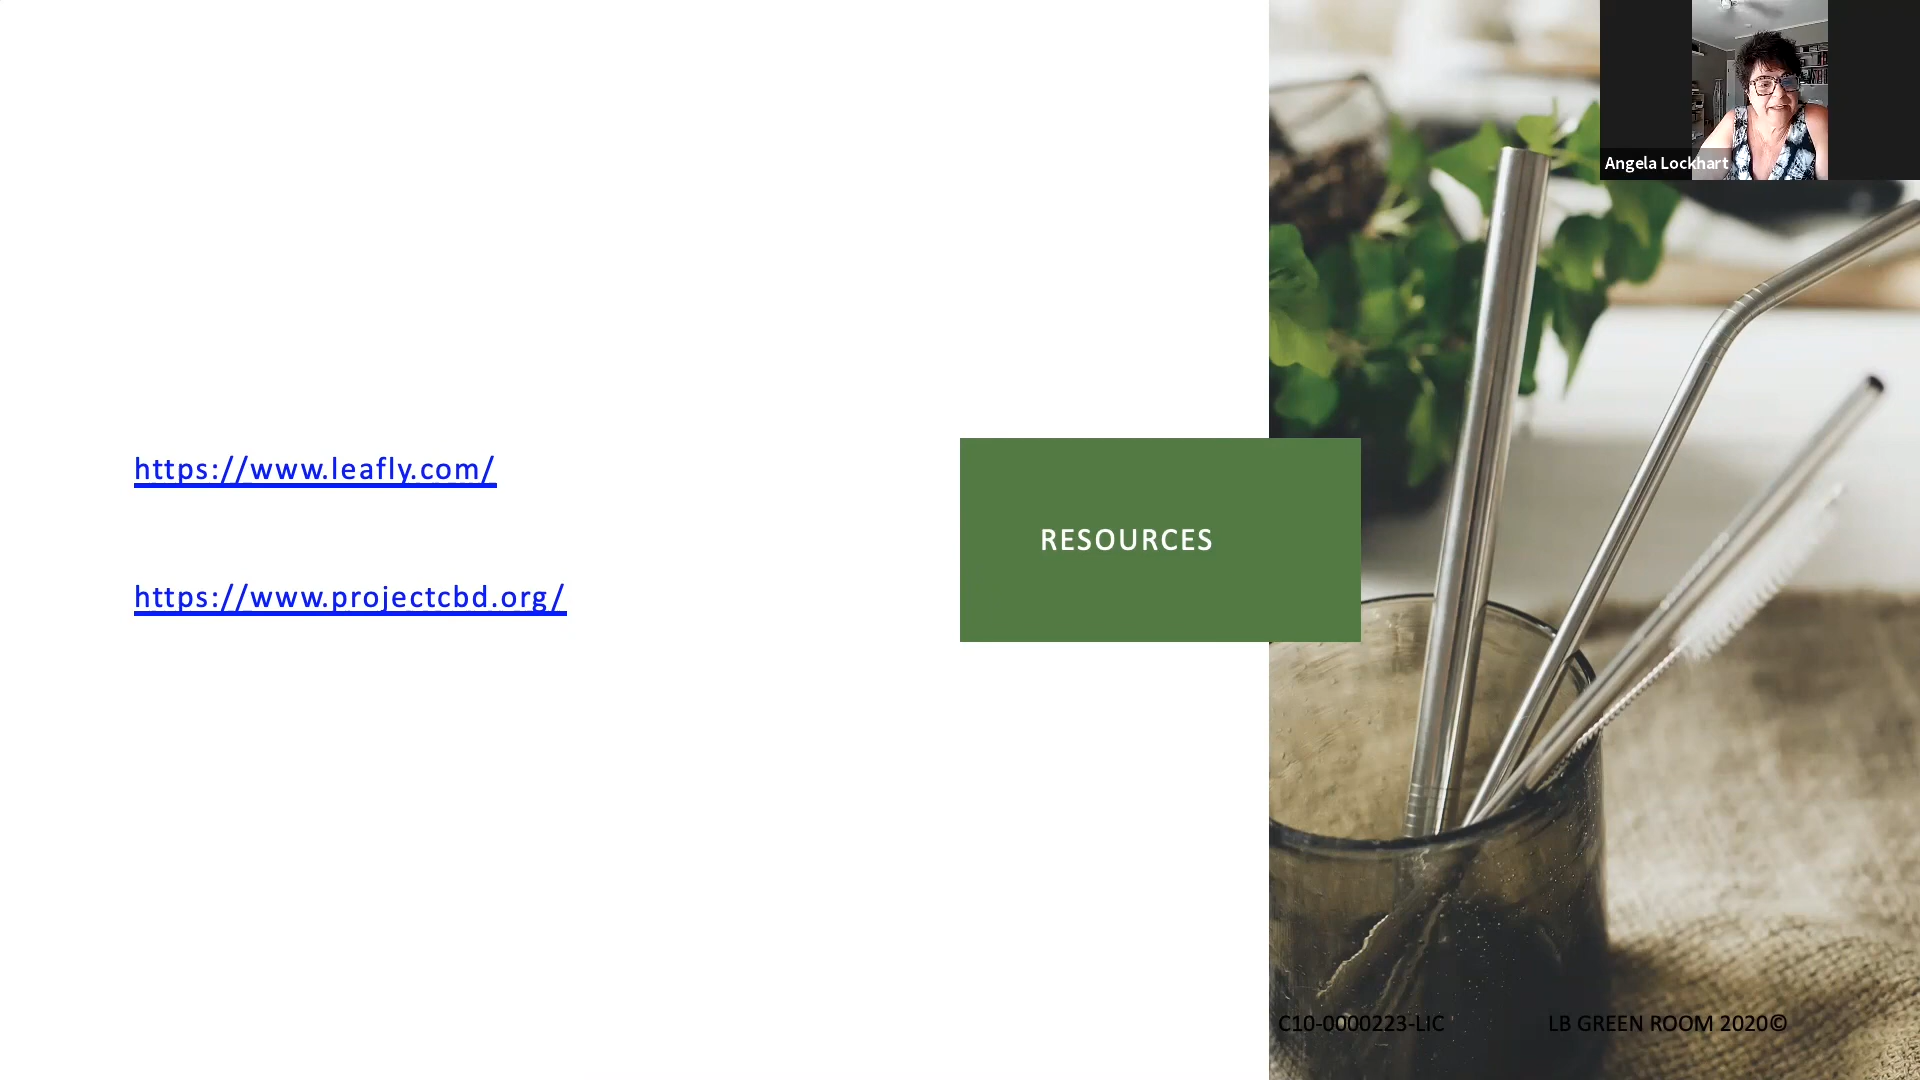 Angela Lockhart
https://www.leafly.com/
RESOURCES
https://www.projectcbd.org/
C10-0000223-LIC
LB GREEN ROOM 2020©